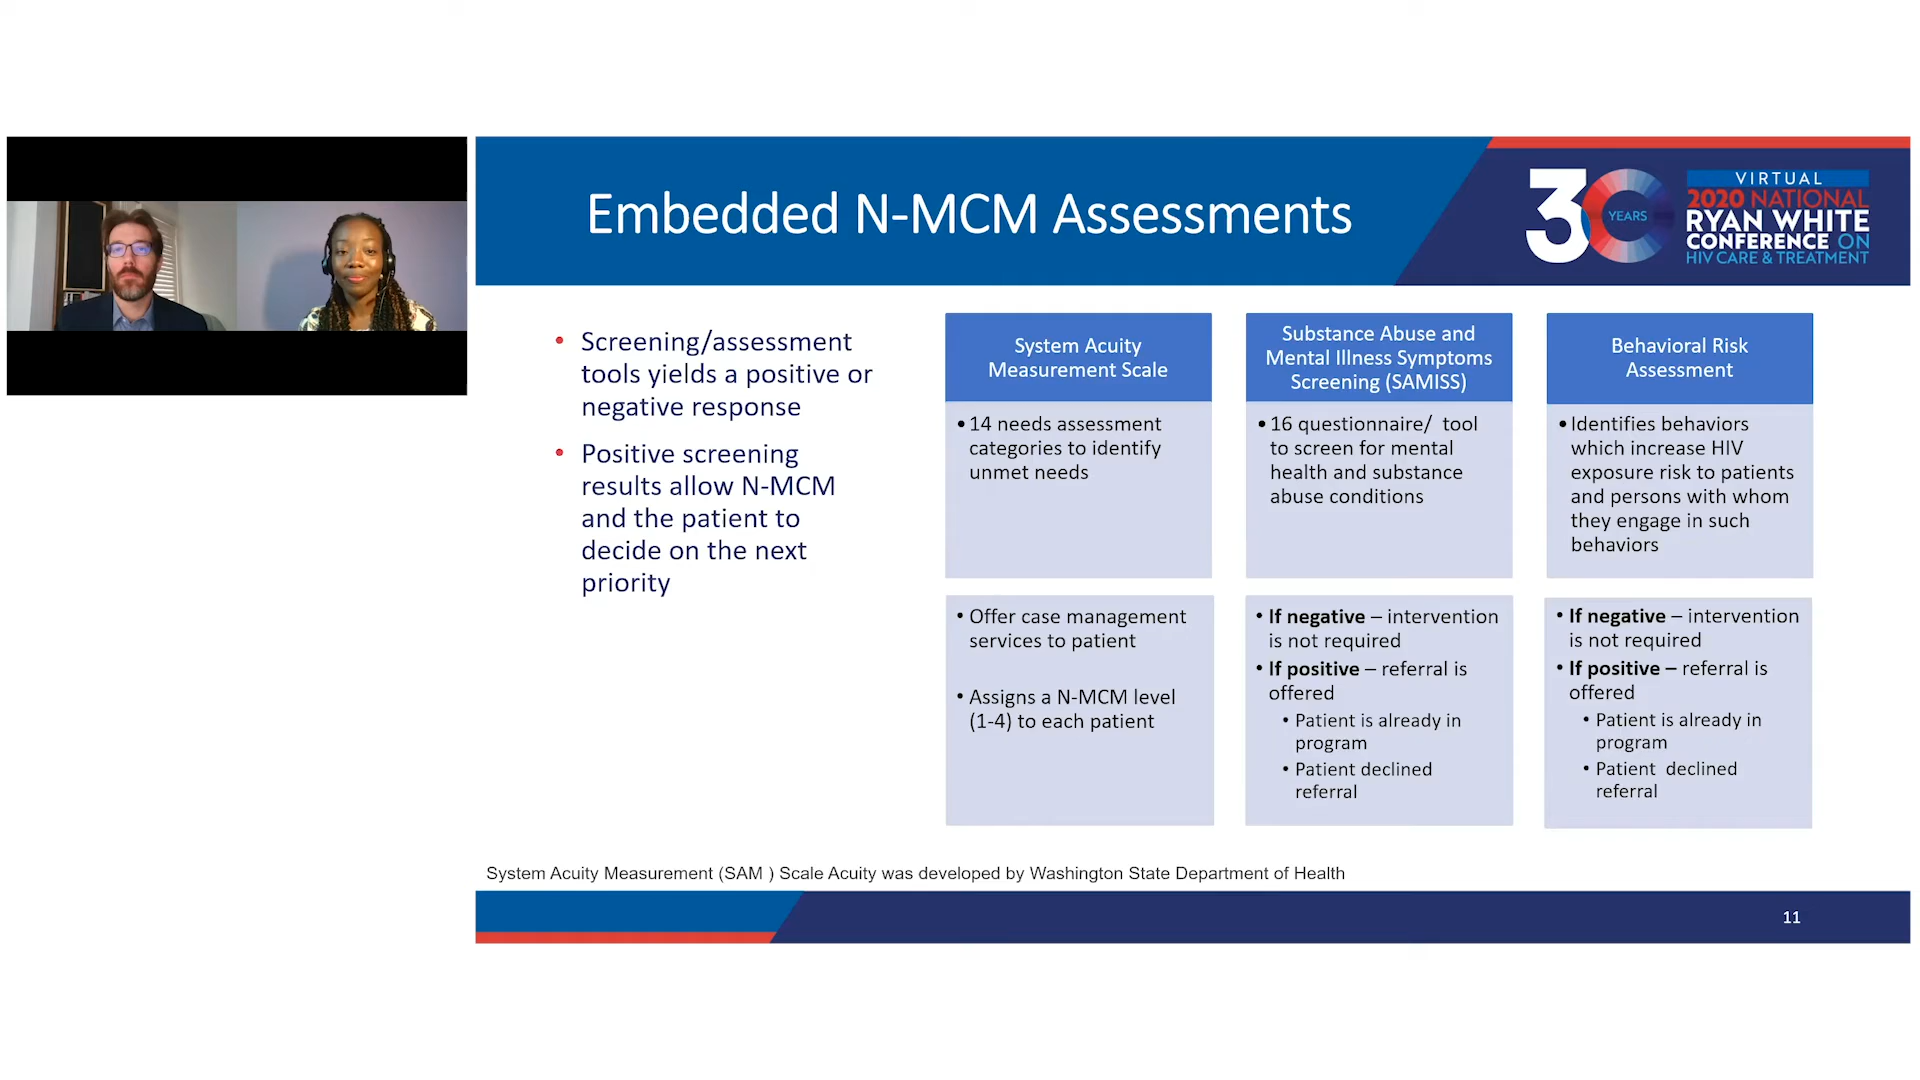 Embedded N-MCM Assessments
30
YEARS
VIRTUAL
2020 NATIONAL
RYAN WHITE
CONFERENCE ON
HIV CARE & TREATMENT
• Screening/assessment
tools yields a positive or
negative response
• Positive screening
results allow N-MCM
and the patient to
decide on the next
priority
System Acuity
Measurement Scale
• 14 needs assessment
categories to identify
unmet needs
• Offer case management
services to patient
• Assigns a N-MCM level
(1-4) to each patient
Substance Abuse and
Mental Illness Symptoms
Screening (SAMISS)
• 16 questionnaire/ tool
to screen for mental
health and substance
abuse conditions
• If negative – intervention
is not required
• If positive – referral is
offered
• Patient is already in
program
• Patient declined
referral
Behavioral Risk
Assessment
• Identifies behaviors
which increase HIV
exposure risk to patients
and persons with whom
they engage in such
behaviors
• If negative – intervention
is not required
• If positive – referral is
offered
• Patient is already in
program
• Patient declined
referral
System Acuity Measurement (SAM ) Scale Acuity was developed by Washington State Department of Health
11